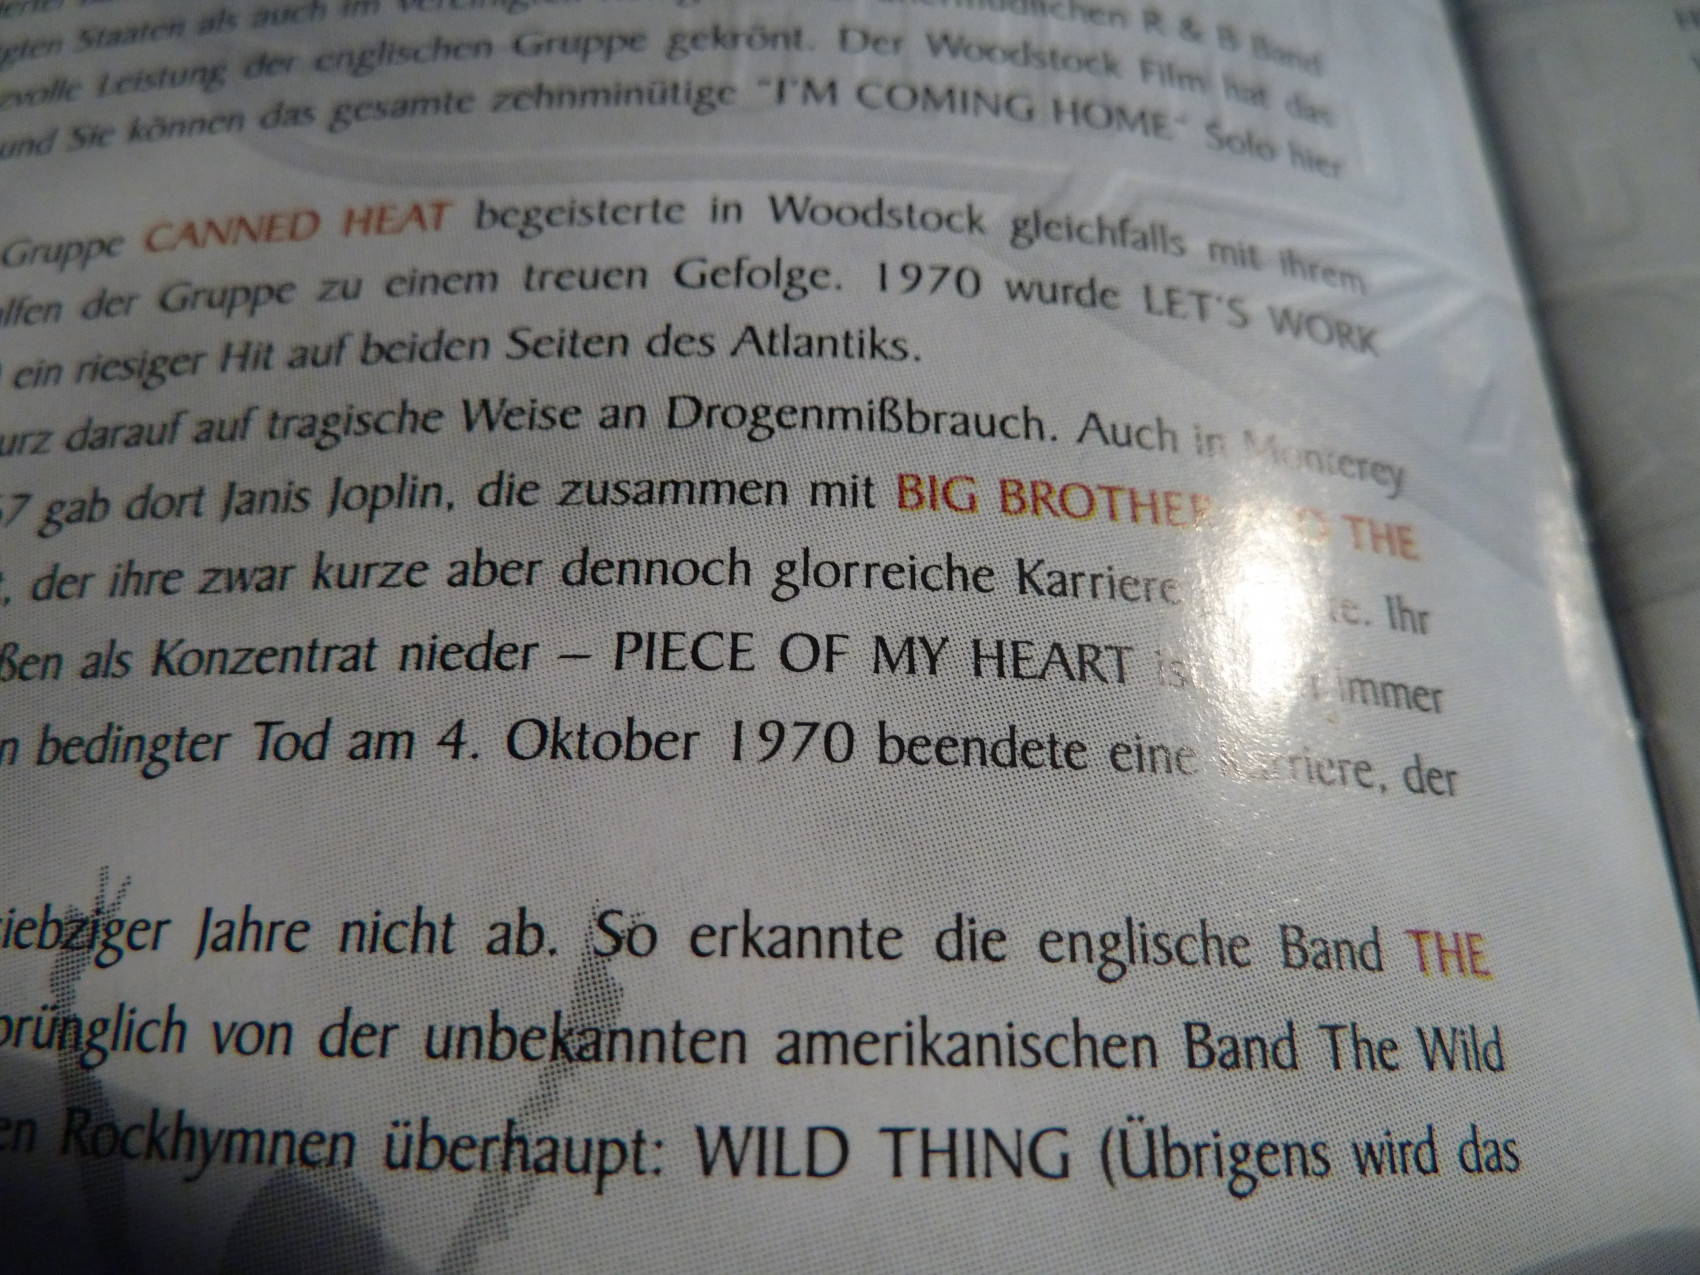 gten Staaten als auch im R & B Band
volle Leistung der englischen Gruppe gekrönt. Der Woodstock Film hat das
und Sie können das gesamte zehnminütige "I'M COMING HOME" Solo hier
Gruppe CANNED HEAT begeisterte in Woodstock gleichfalls mit ihrem
lfen der Gruppe zu einem treuen Gefolge. 1970 wurde LET'S WORK
ein riesiger Hit auf beiden Seiten des Atlantiks.
urz darauf auf tragische Weise an Drogenmißbrauch. Auch in Monterey
7 gab dort Janis Joplin, die zusammen mit BIG BROTHER THE
, der ihre zwar kurze aber dennoch glorreiche Karriere Ihr
ßen als Konzentrat nieder – PIECE OF MY HEART immer
n bedingter Tod am 4. Oktober 1970 beendete eine Karriere, der
iebziger Jahre nicht ab. So erkannte die englische Band THE
prünglich von der unbekannten amerikanischen Band The Wild
en Rockhymnen überhaupt: WILD THING (Übrigens wird das